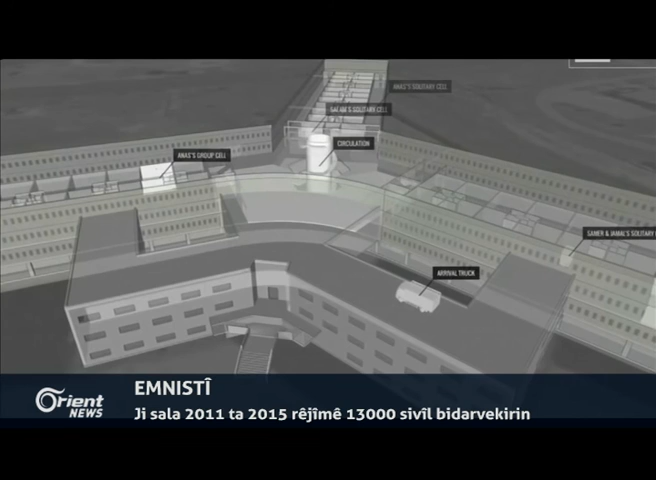 ANAS'S SOLITARY CELL
SALAM'S SOLITARY CELL
CIRCULATION
ANAS'S GROUP CELL
SAMER & JAMAL'S SOLITARY
ARRIVAL TRUCK
Orient
NEWS
EMNISTÎ
Ji sala 2011 ta 2015 rêjîmê 13000 sivîl bidarvekirin